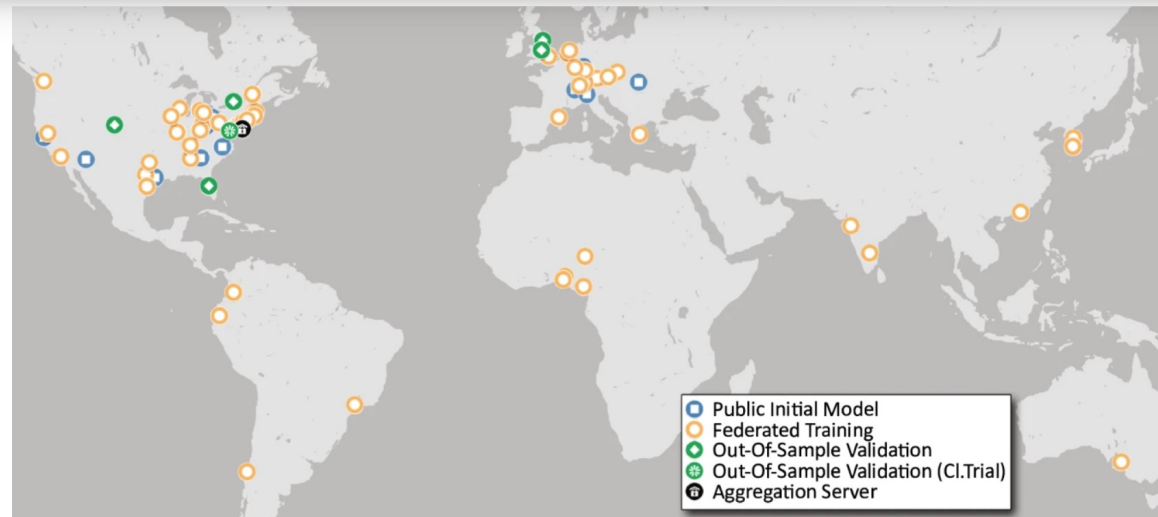 Public Initial Model
Federated Training
Out-Of-Sample Validation
Out-Of-Sample Validation (Cl.Trial)
Aggregation Server